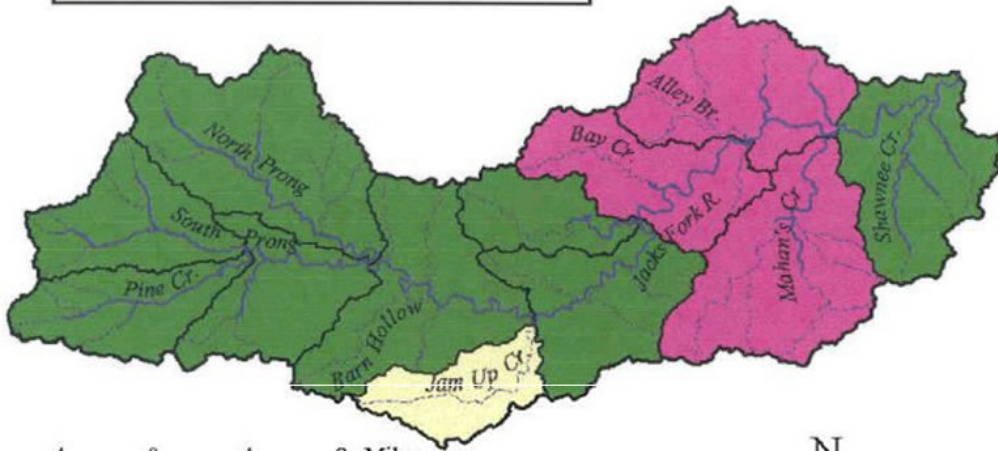 Alley Br.
Bay Cr.
North Prong
Shawnee Cr.
South Prong
Mahan's Cr.
Jacks Fork R.
Pine Cr.
Barn Hollow
Jam Up Cr.
N